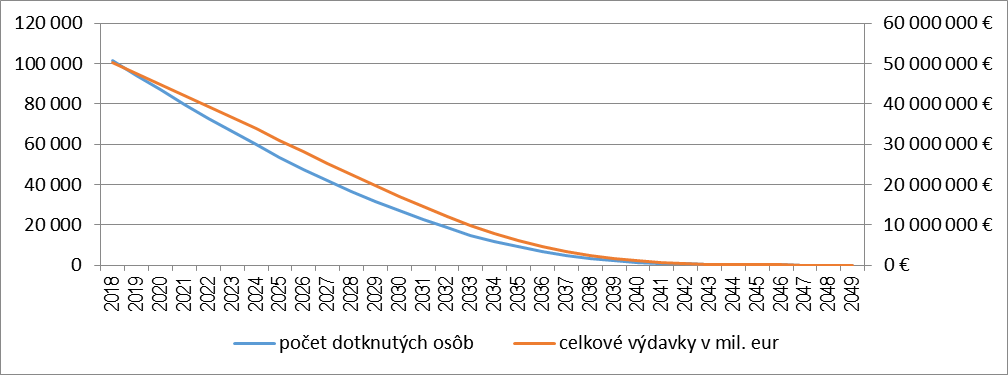 120 000 60 000 000 €
100 000 50 000 000 €
80 000 40 000 000 €
60 000 30 000 000 €
40 000 20 000 000 €
20 000 10 000 000 €
0 0 €
2018 2019 2020 2021 2022 2023 2024 2025 2026 2027 2028 2029 2030 2031 2032 2033 2034 2035 2036 2037 2038 2039 2040 2041 2042 2043 2044 2045 2046 2047 2048 2049
počet dotknutých osôb celkové výdavky v mil. eur